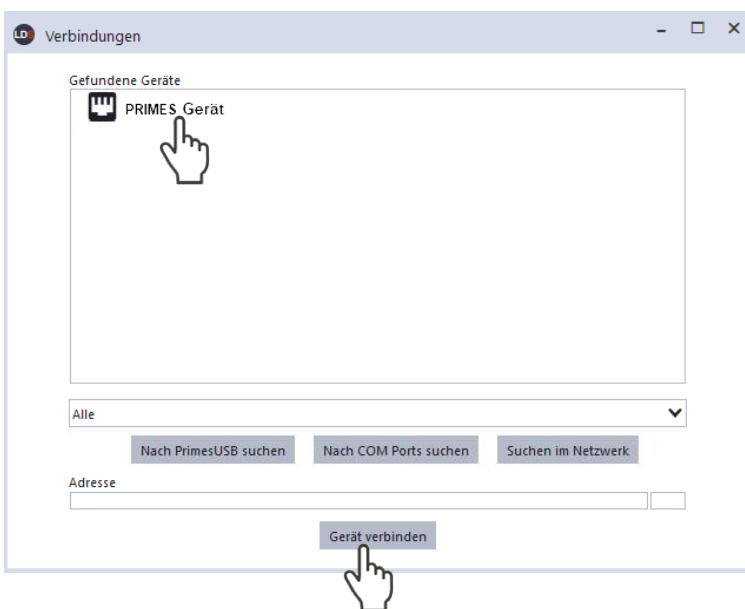 LDS Verbindungen
Gefundene Geräte
PRIMES Gerät
Alle
Nach PrimesUSB suchen Nach COM Ports suchen Suchen im Netzwerk
Adresse
Gerät verbinden